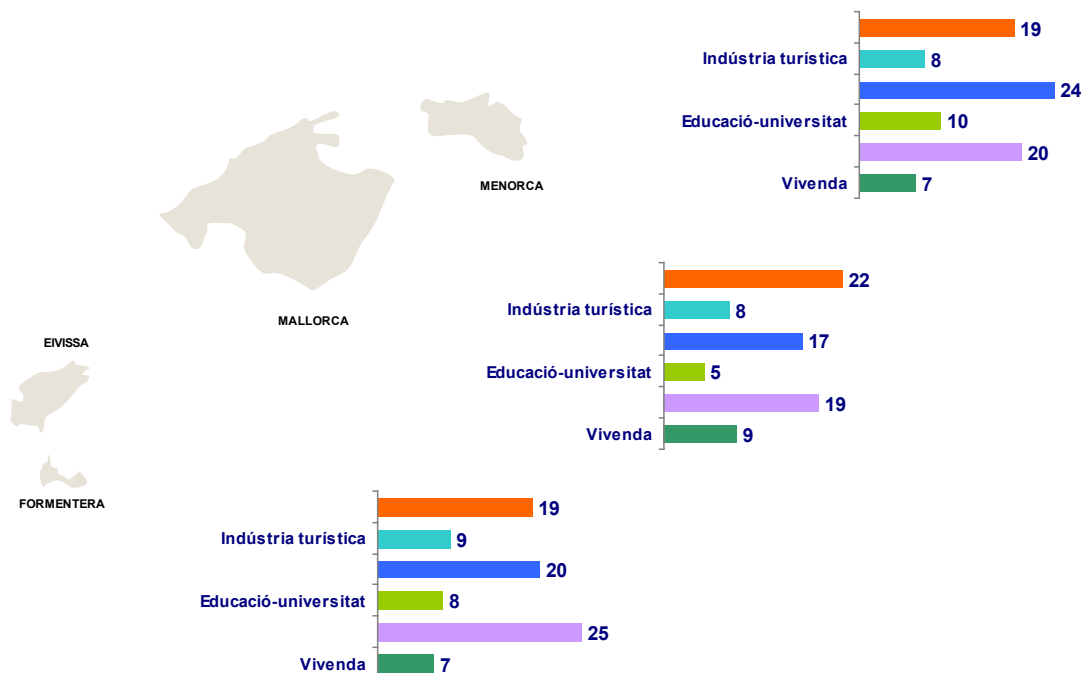 19
Indústria turística 8
24
Educació-universitat 10
20
Vivenda 7
MENORCA
MALLORCA
EIVISSA
FORMENTERA
22
Indústria turística 8
17
Educació-universitat 5
19
Vivenda 9
19
Indústria turística 9
20
Educació-universitat 8
25
Vivenda 7